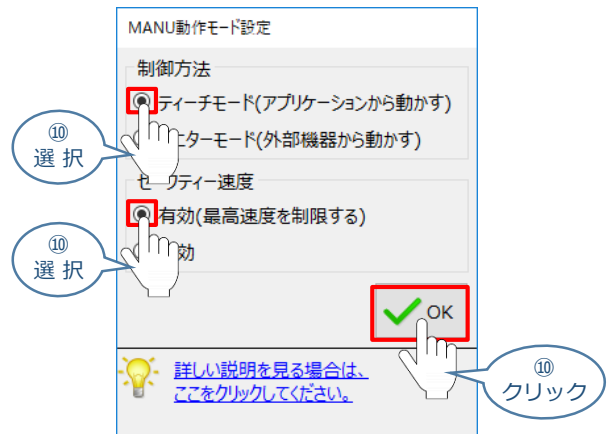 MANU動作モード設定
制御方法
ティーチモード(アプリケーションから動かす)
ターモード(外部機器から動かす)
⑩
選 択
セ ティー速度
有効(最高速度を制限する)
効
⑩
選 択
OK
詳しい説明を見る場合は、
ここをクリックしてください。
⑩
クリック